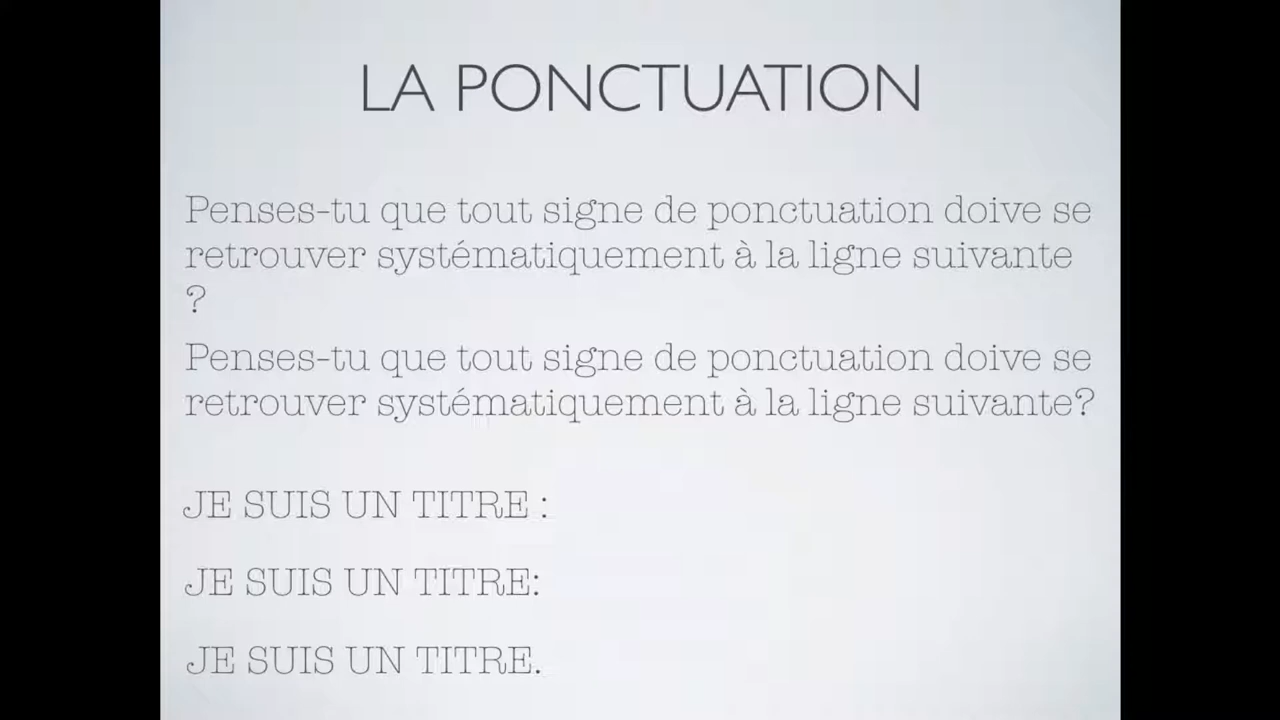 LA PONCTUATION
Penses-tu que tout signe de ponctuation doive se
retrouver systématiquement à la ligne suivante
?
Penses-tu que tout signe de ponctuation doive se
retrouver systématiquement à la ligne suivante?
JE SUIS UN TITRE :
JE SUIS UN TITRE:
JE SUIS UN TITRE.